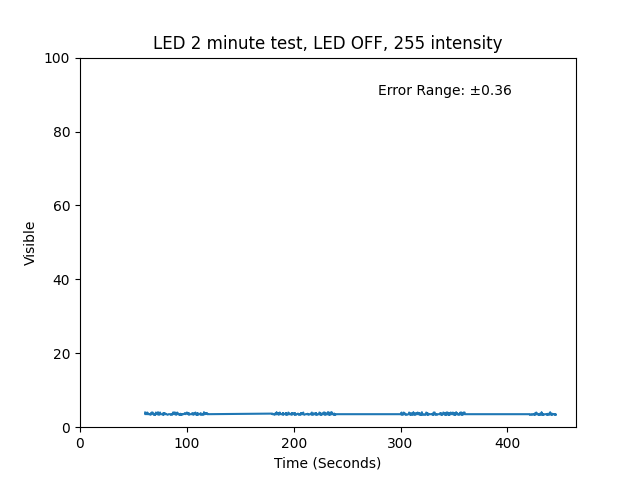 LED 2 minute test, LED OFF, 255 intensity
Error Range: ±0.36
100
80
60
40
20
0
Visible
0 100 200 300 400
Time (Seconds)